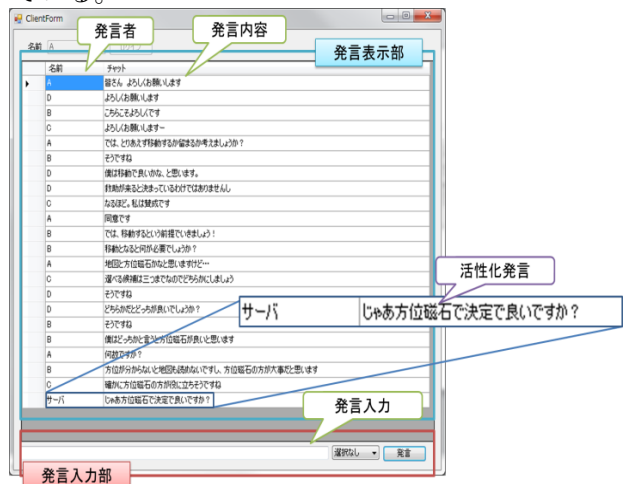 ている。
ClientForm
発言者
発言内容
名前 A
発言表示部
名前 チャット
A 皆さん よろしくお願いします
D よろしくお願いします
B こちらこそよろしくです
C よろしくお願いしますー
A では、とりあえず移動するか留まるか考えましょうか?
B そうですね
D 僕は移動で良いかな、と思います。
D 救助が来ると決まっているわけではありませんし
C なるほど。私は賛成です
A 同意です
B では、移動するという前提でいきましょう!
B 移動となると何が必要でしょうか?
A 地図と方位磁石かなと思いますけど…
C 選べる候補は三つまでなのでどちらかにしましょう
D そうですね
D どちらかだとどっちが良いでしょうか?
B そうですね
B 僕はどっちかと言うと方位磁石が良いと思います
A 何故ですか?
B 方位が分からないと地図も読めないですし、方位磁石の方が大事だと思います
C 確かに方位磁石の方が役に立ちそうですね
サーバ じゃあ方位磁石で決定で良いですか?
活性化発言
サーバ じゃあ方位磁石で決定で良いですか?
発言入力
選択なし 発言
発言入力部